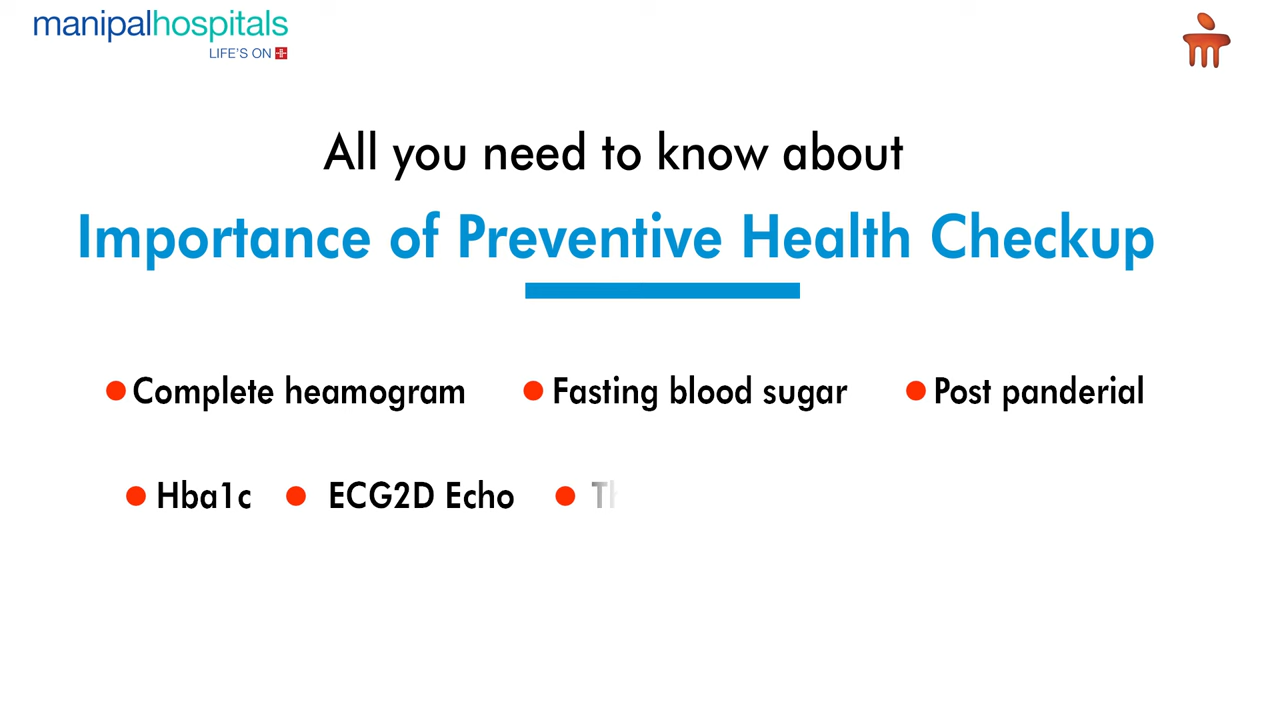 manipalhospitals
LIFE'S ON
All you need to know about
Importance of Preventive Health Checkup
Complete heamogram Fasting blood sugar Post panderial
Hba1c ECG2D Echo